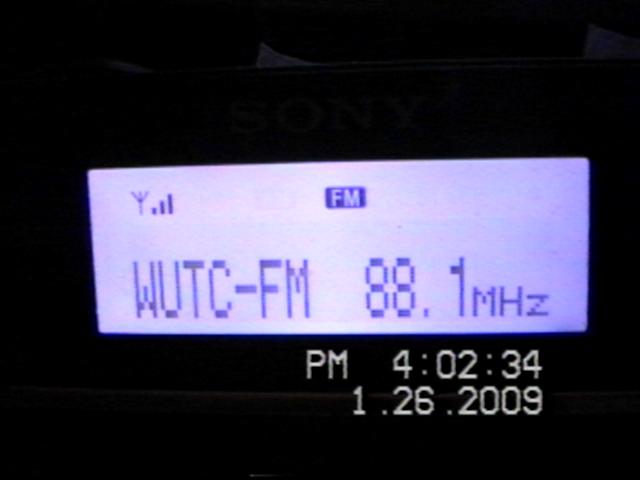 SONY
FM
WUTC-FM 88.1MHz
PM 4:02:34
1.26.2009